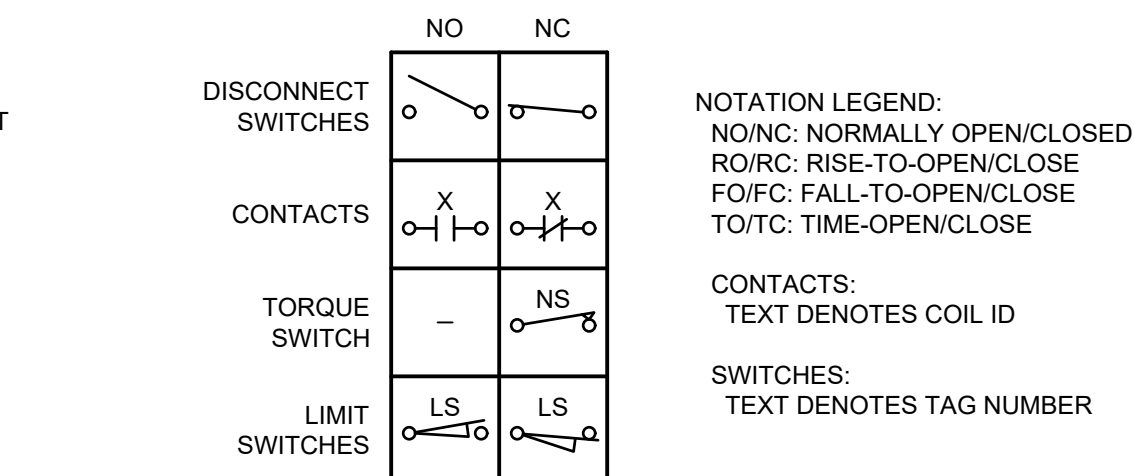 NO NC
T
DISCONNECT
SWITCHES
X X
CONTACTS
NS
TORQUE
SWITCH
–
LS LS
LIMIT
SWITCHES
NOTATION LEGEND:
NO/NC: NORMALLY OPEN/CLOSED
RO/RC: RISE-TO-OPEN/CLOSE
FO/FC: FALL-TO-OPEN/CLOSE
TO/TC: TIME-OPEN/CLOSE
CONTACTS:
TEXT DENOTES COIL ID
SWITCHES:
TEXT DENOTES TAG NUMBER